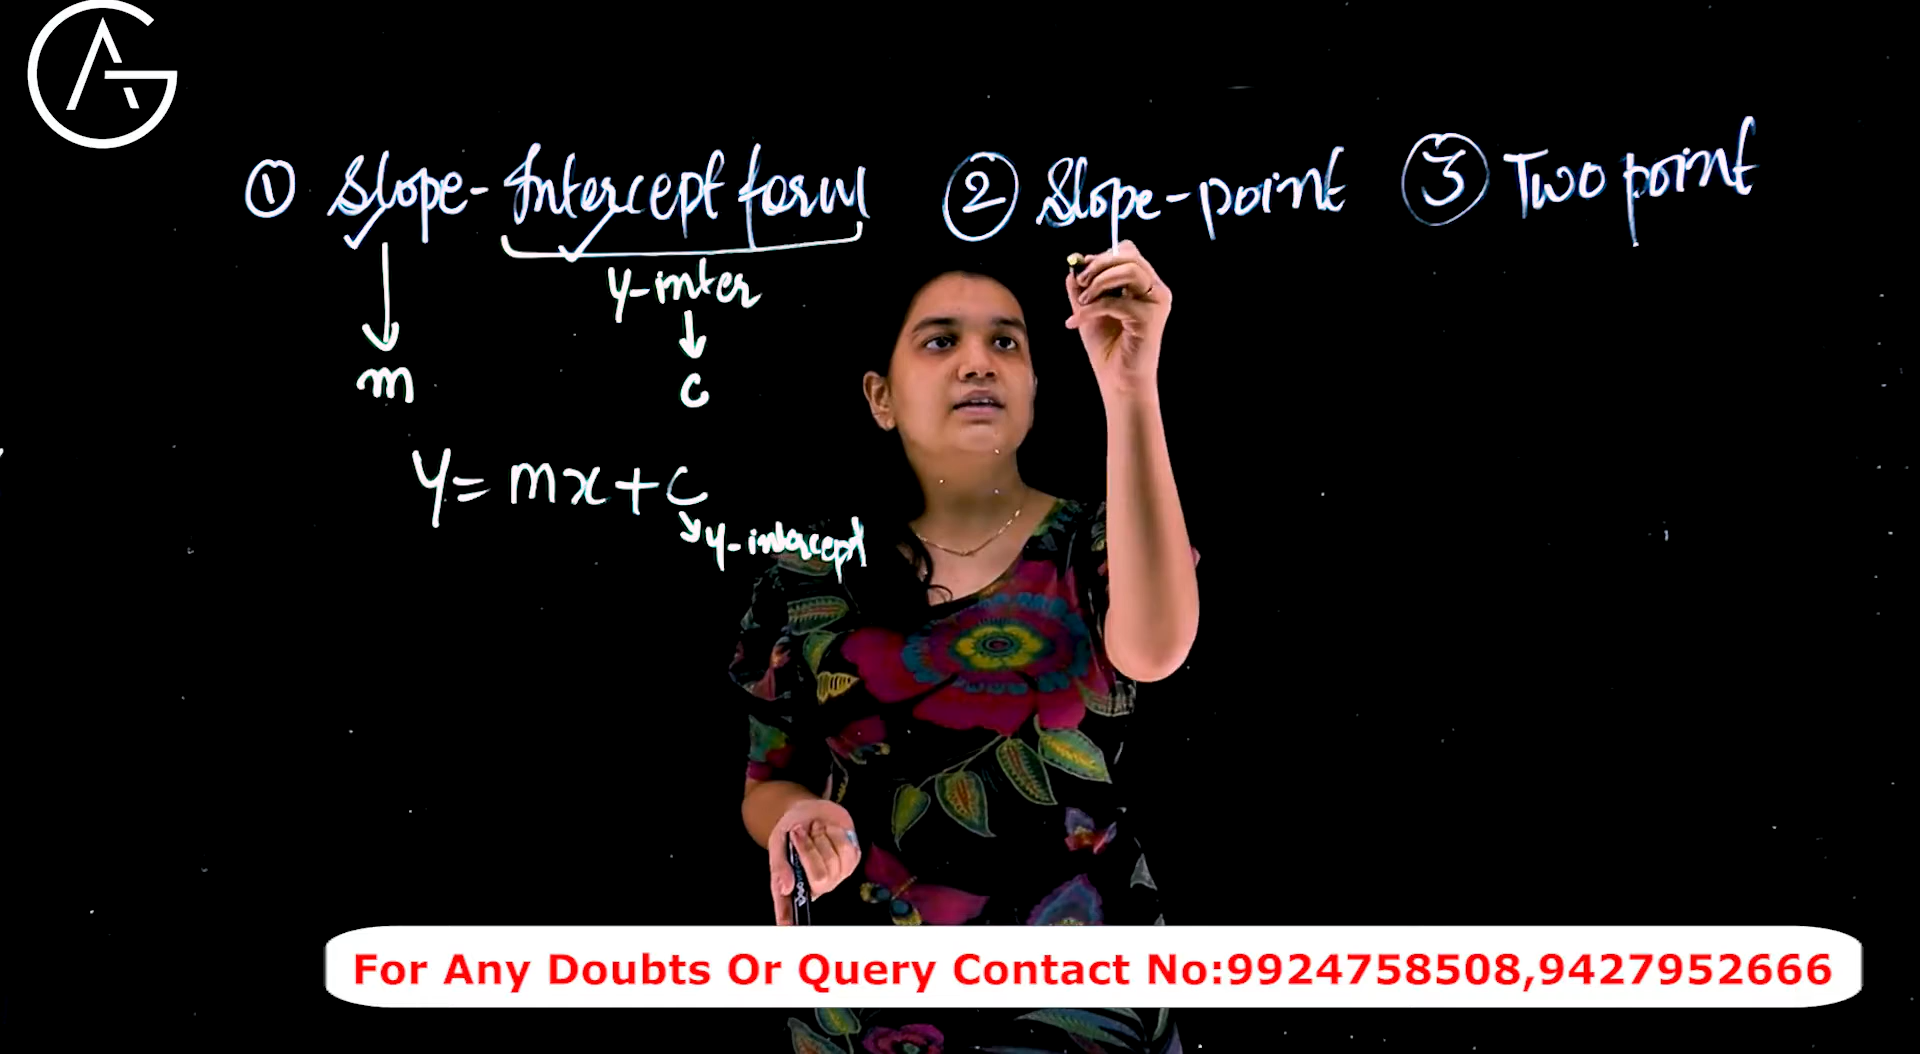 AG
① Slope-Intercept form ② Slope-point ③ Two point
y-inter
m
c
y = mx + c
y-intercept
For Any Doubts Or Query Contact No:9924758508,9427952666